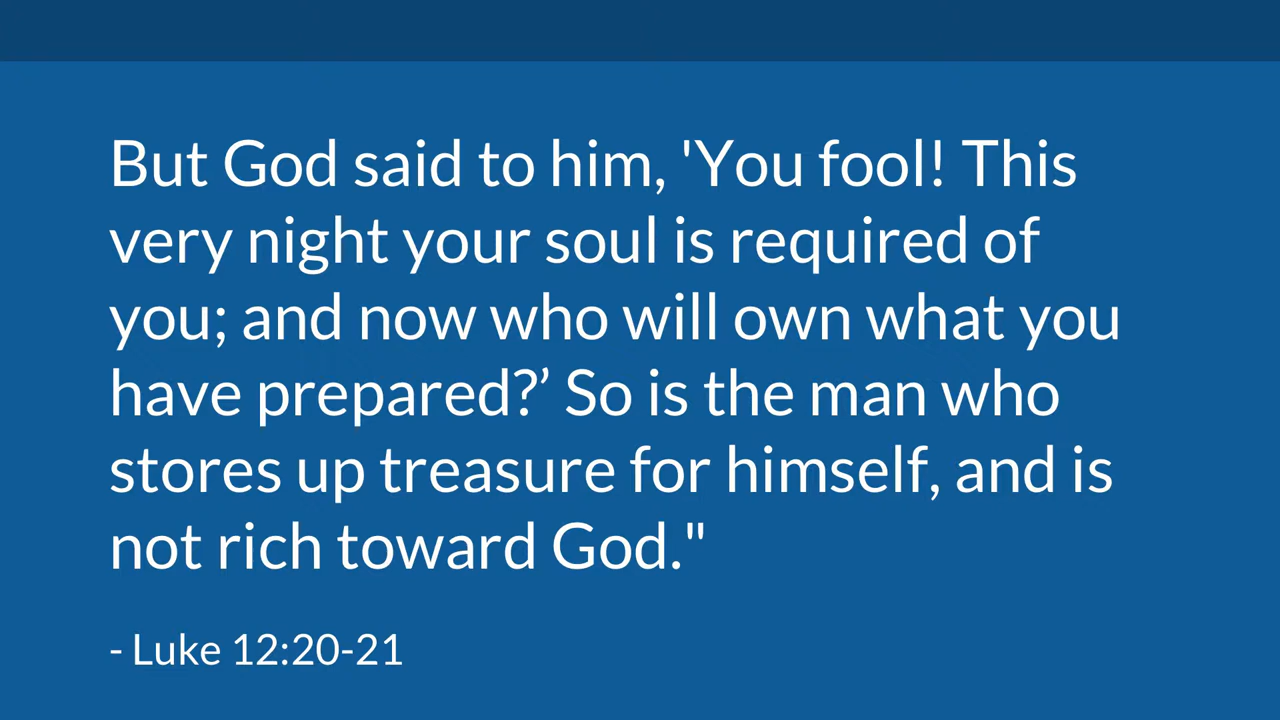 But God said to him, 'You fool! This
very night your soul is required of
you; and now who will own what you
have prepared?’ So is the man who
stores up treasure for himself, and is
not rich toward God."
- Luke 12:20-21